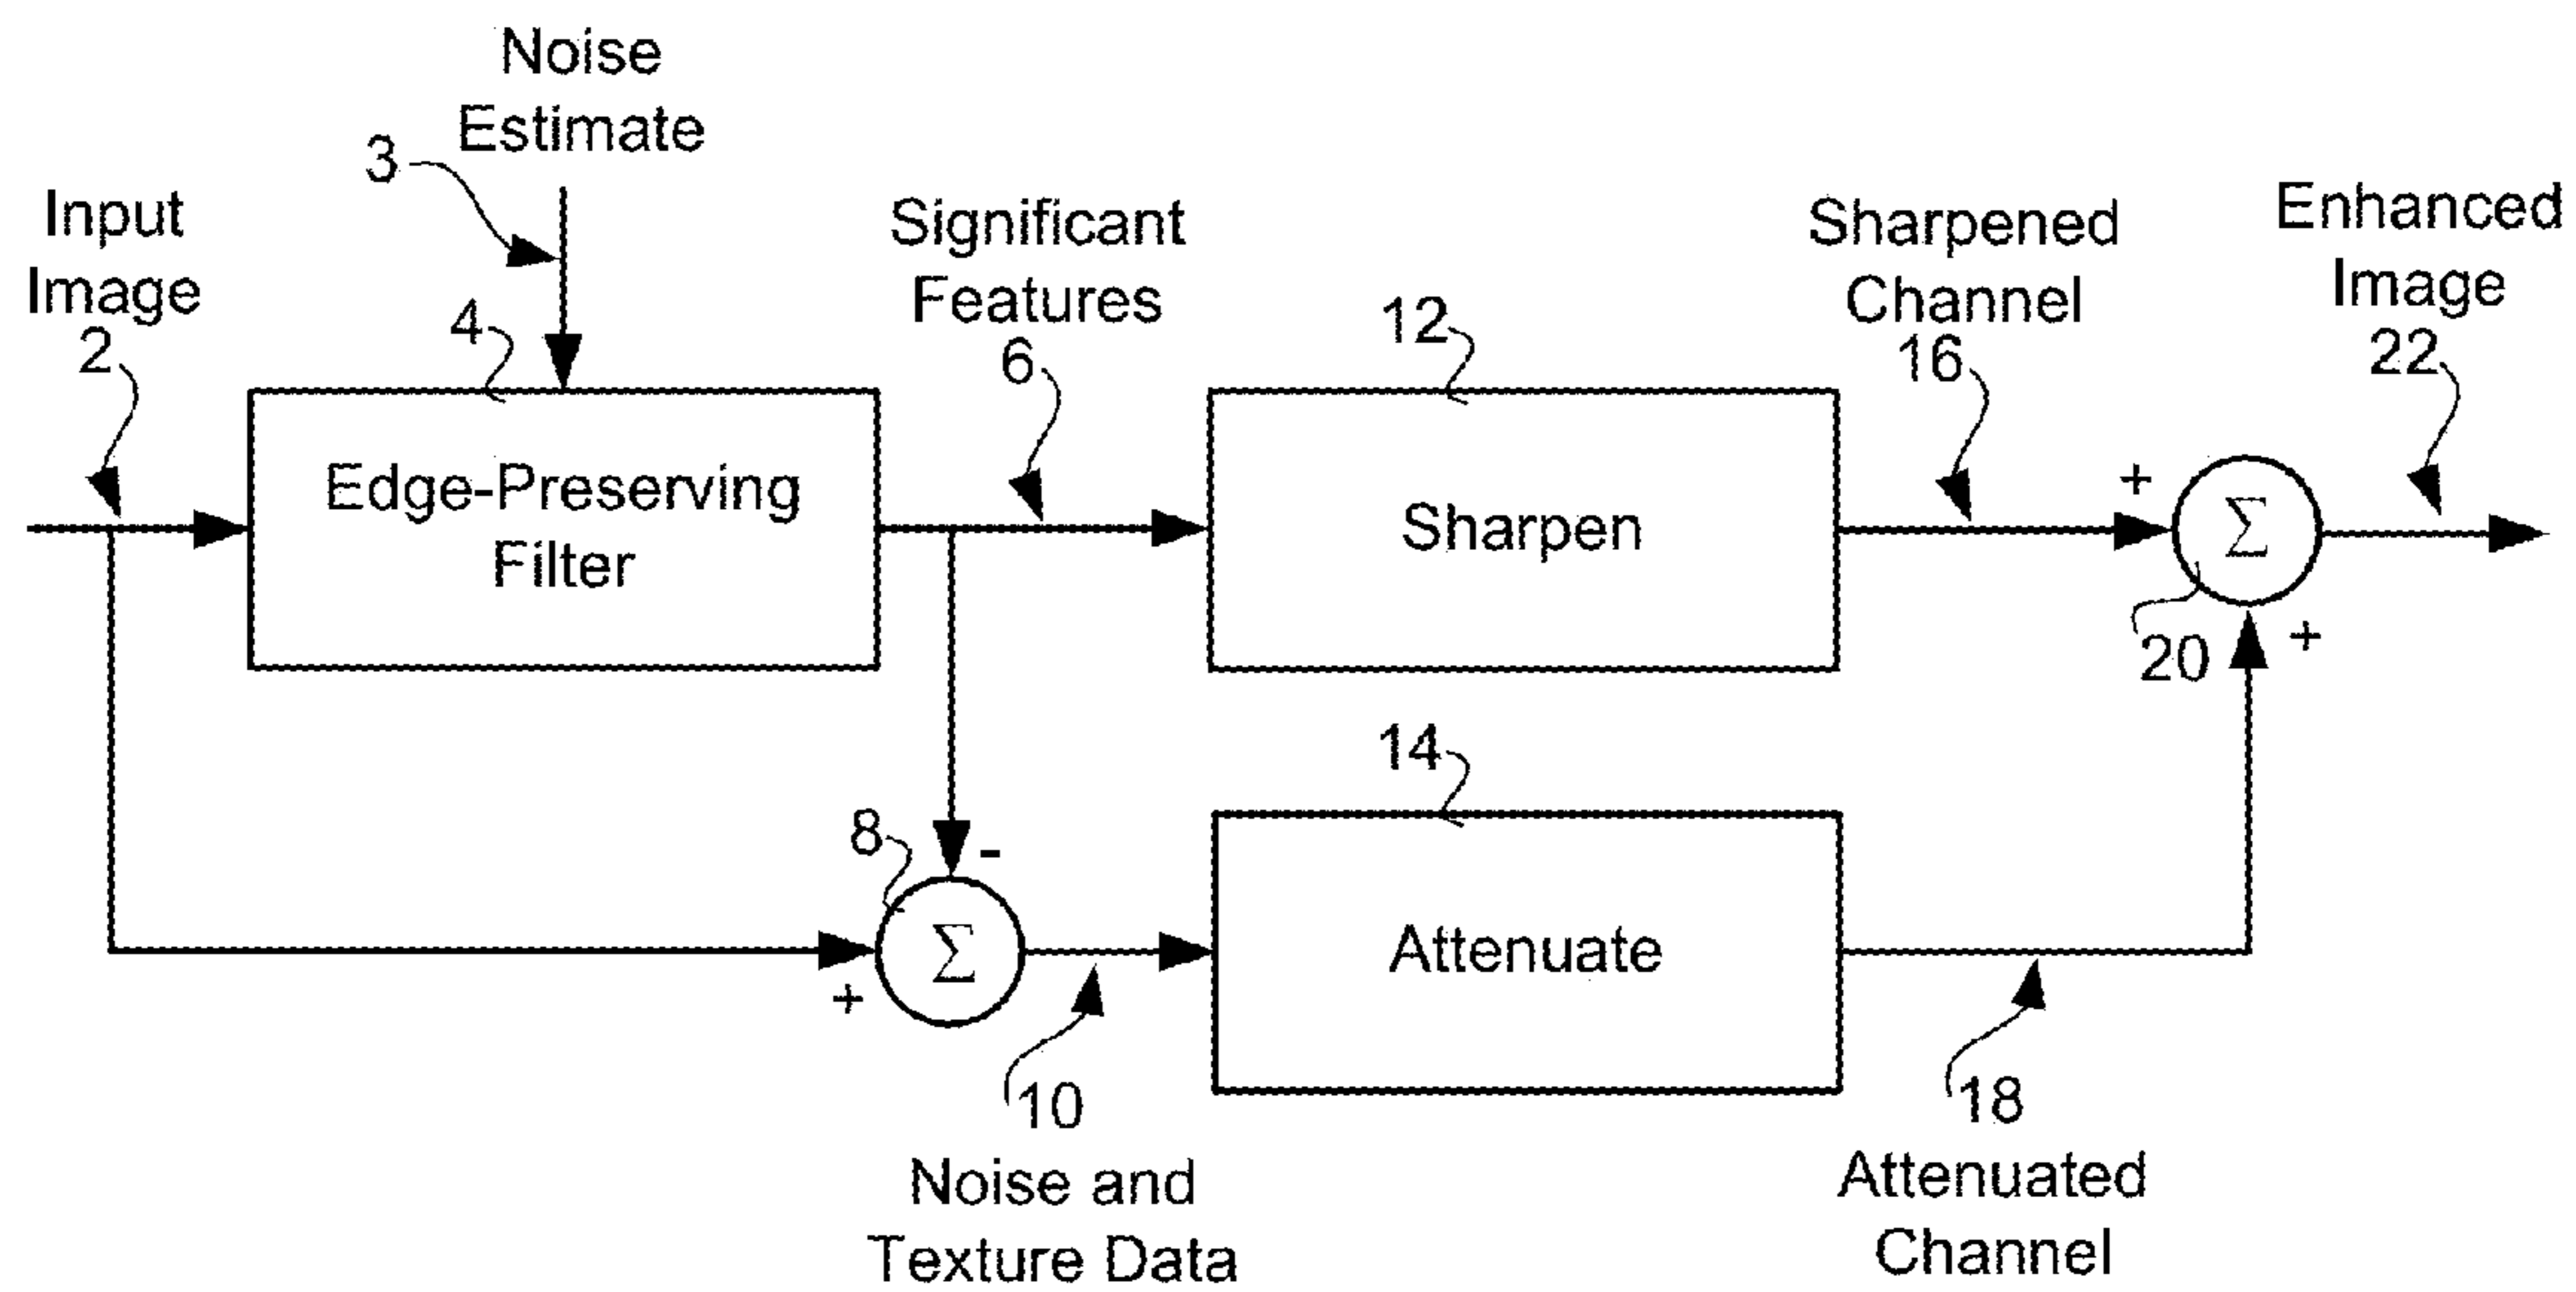 Noise
Estimate
3
Input
Image
2
4
Significant
Features
6
12
Sharpened
Channel
16
Enhanced
Image
22
Edge-Preserving
Filter
Sharpen
+
Σ
20
+
14
8
-
Σ
+
Attenuate
10
Noise and
Texture Data
18
Attenuated
Channel